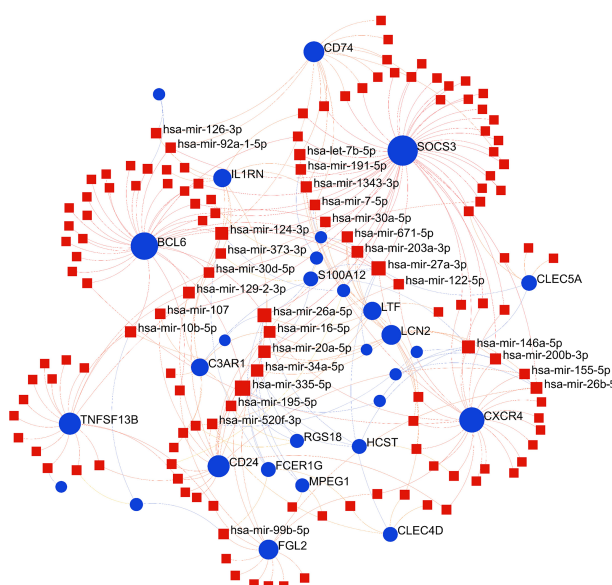 CD74
hsa-mir-126-3p
hsa-mir-92a-1-5p
SOCS3
hsa-let-7b-5p
hsa-mir-191-5p
IL1RN
hsa-mir-1343-3p
hsa-mir-7-5p
hsa-mir-30a-5p
hsa-mir-124-3p
hsa-mir-671-5p
BCL6
hsa-mir-373-3p
hsa-mir-203a-3p
hsa-mir-30d-5p
hsa-mir-27a-3p
S100A12
hsa-mir-122-5p
CLEC5A
hsa-mir-129-2-3p
LTF
hsa-mir-107
hsa-mir-26a-5p
hsa-mir-10b-5p
hsa-mir-16-5p
LCN2
hsa-mir-146a-5p
hsa-mir-20a-5p
hsa-mir-200b-3p
C3AR1
hsa-mir-34a-5p
hsa-mir-155-5p
hsa-mir-335-5p
hsa-mir-26b-5
hsa-mir-195-5p
TNFSF13B
hsa-mir-520f-3p
CXCR4
RGS18
HCST
CD24
FCER1G
MPEG1
hsa-mir-99b-5p
CLEC4D
FGL2